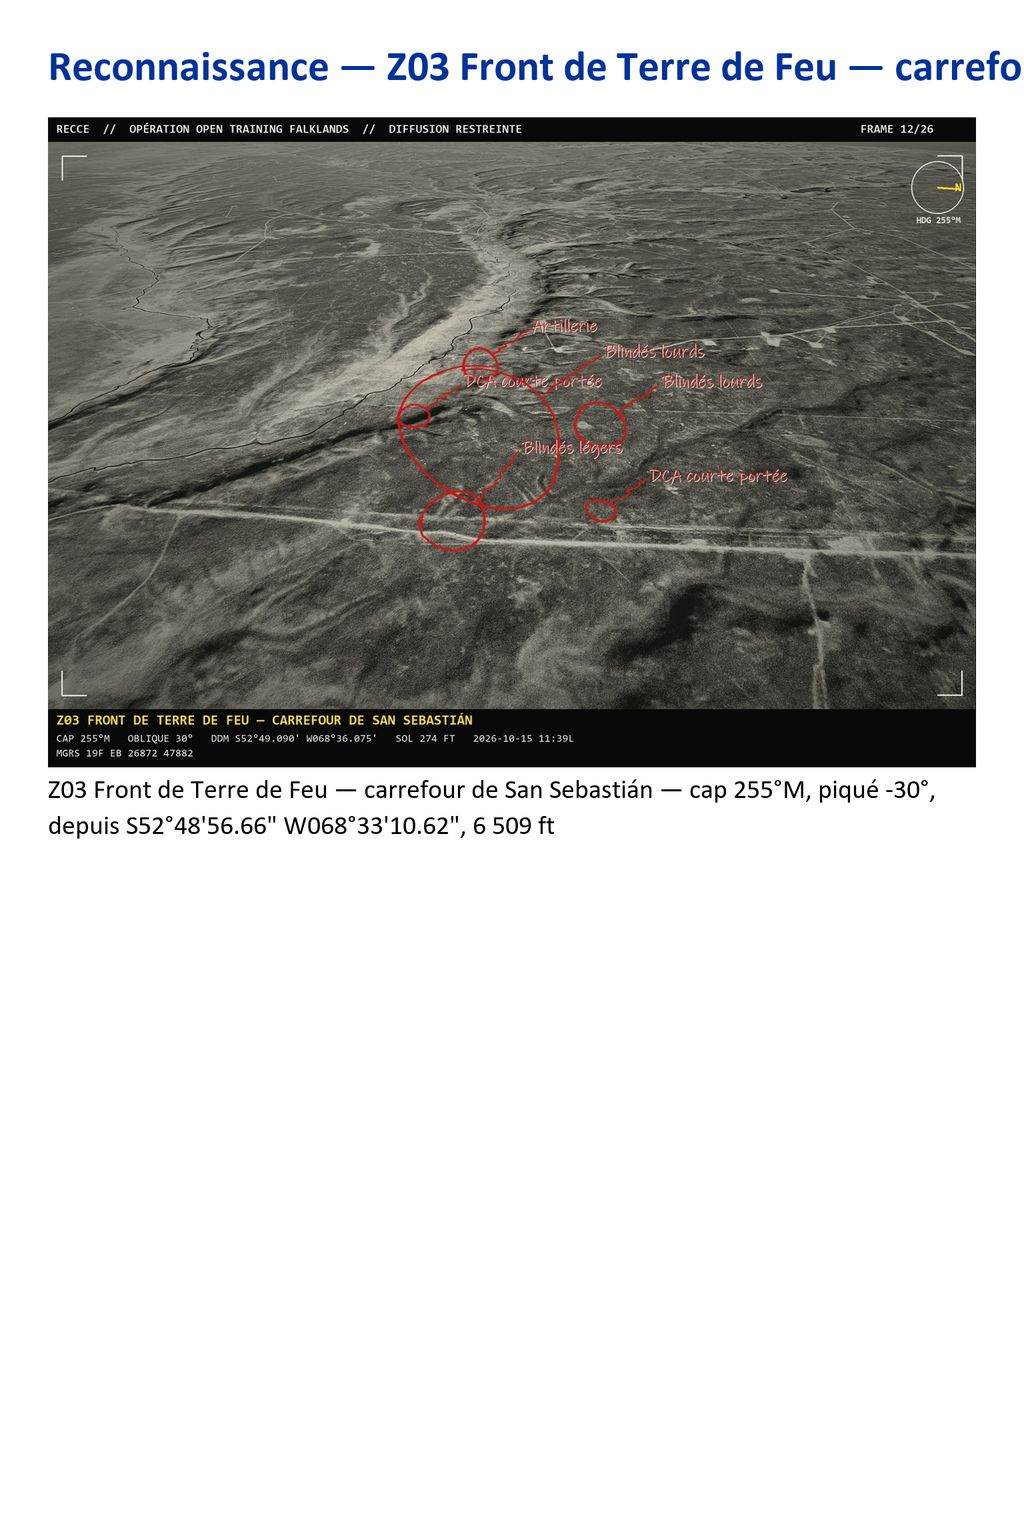 Reconnaissance — Z03 Front de Terre de Feu — carrefo
RECCE // OPÉRATION OPEN TRAINING FALKLANDS // DIFFUSION RESTREINTE FRAME 12/26
N
HDG 255°M
Artillerie
Blindés lourds
DCA courte portée
Blindés lourds
Blindés légers
DCA courte portée
Z03 FRONT DE TERRE DE FEU — CARREFOUR DE SAN SEBASTIÁN
CAP 255°M OBLIQUE 30° DDM S52°49.090' W068°36.075' SOL 274 FT 2026-10-15 11:39L
MGRS 19F EB 26872 47882
Z03 Front de Terre de Feu — carrefour de San Sebastián — cap 255°M, piqué -30°,
depuis S52°48'56.66" W068°33'10.62", 6 509 ft